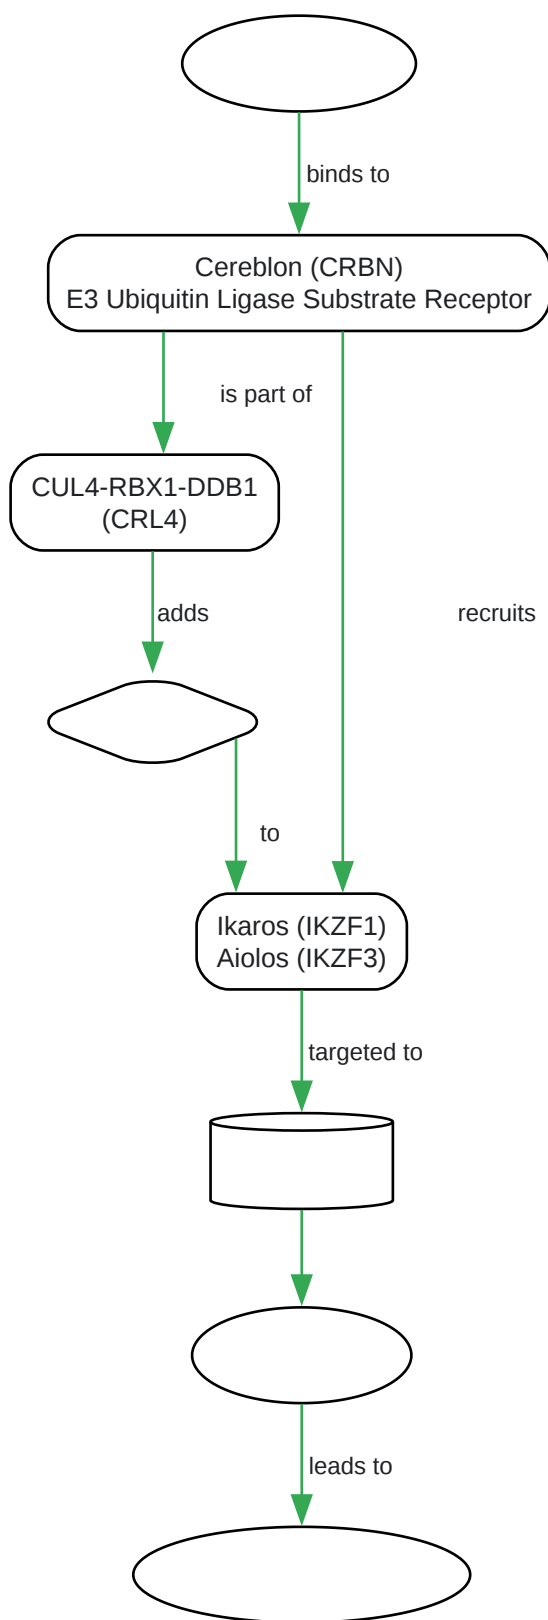 binds to
Cereblon (CRBN)
E3 Ubiquitin Ligase Substrate Receptor
is part of
CUL4-RBX1-DDB1
(CRL4)
adds
recruits
to
Ikaros (IKZF1)
Aiolos (IKZF3)
targeted to
leads to